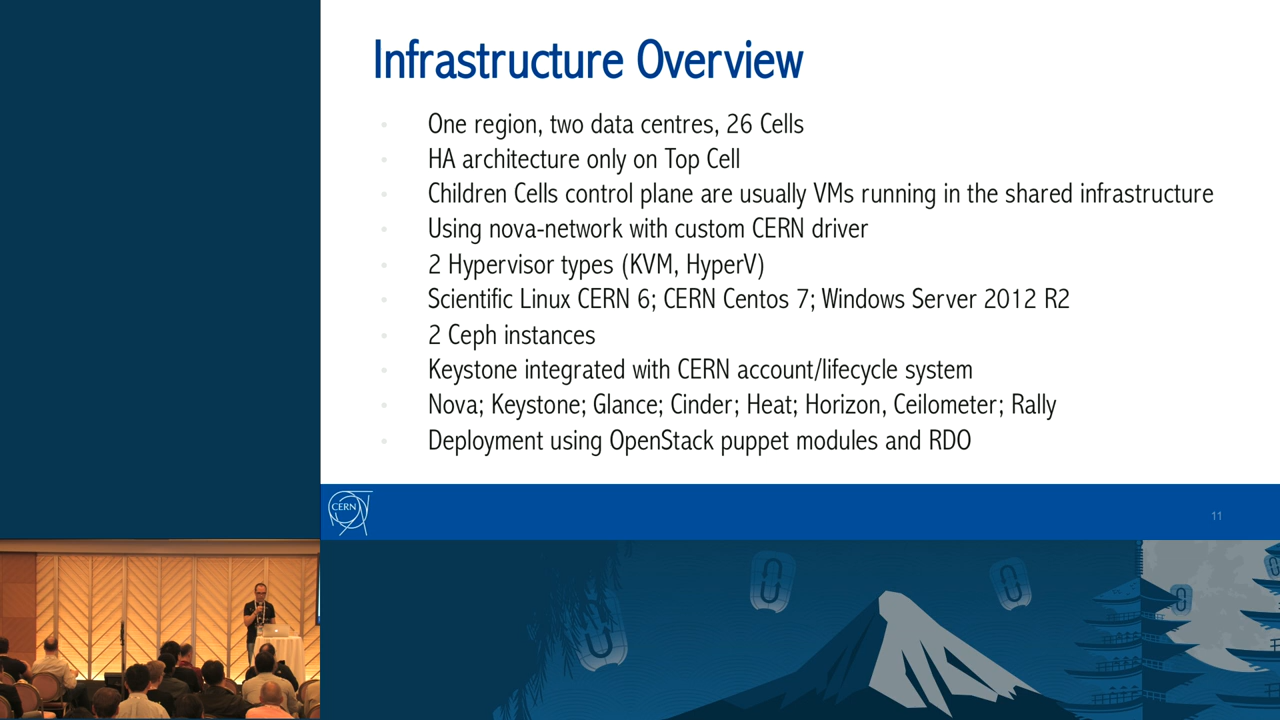 Infrastructure Overview
One region, two data centres, 26 Cells
HA architecture only on Top Cell
Children Cells control plane are usually VMs running in the shared infrastructure
Using nova-network with custom CERN driver
2 Hypervisor types (KVM, HyperV)
Scientific Linux CERN 6; CERN Centos 7; Windows Server 2012 R2
2 Ceph instances
Keystone integrated with CERN account/lifecycle system
Nova; Keystone; Glance; Cinder; Heat; Horizon, Ceilometer; Rally
Deployment using OpenStack puppet modules and RDO
CERN
11